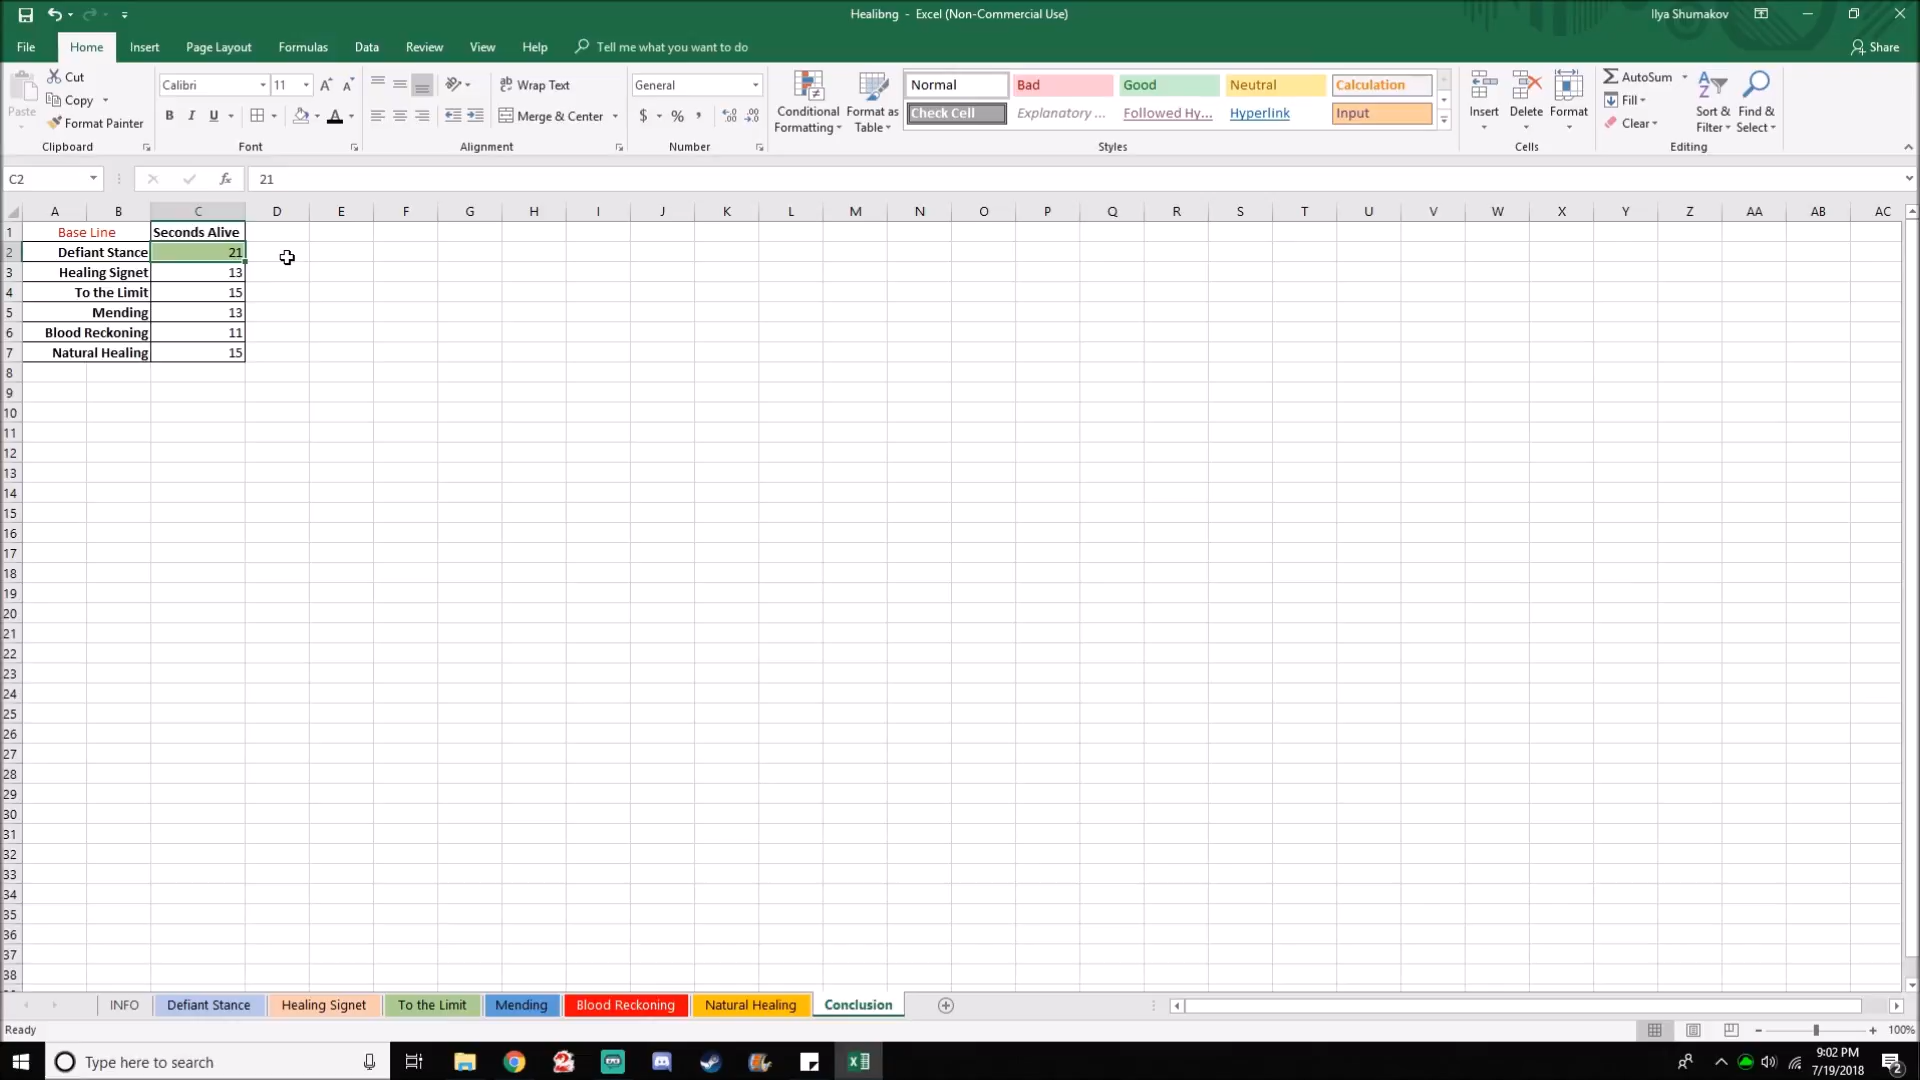 Healibng - Excel (Non-Commercial Use)
Ilya Shumakov
File Home Insert Page Layout Formulas Data Review View Help Tell me what you want to do Share
Paste
Cut
Copy
Format Painter
Clipboard
Calibri 11
B I U
Font
Wrap Text
Merge & Center
Alignment
General
$ % ,
Number
Conditional Formatting
Format as Table
Normal Bad Good Neutral Calculation
Check Cell Explanatory ... Followed Hy... Hyperlink Input
Styles
Insert Delete Format
Cells
AutoSum
Fill
Clear
Sort & Filter
Find & Select
Editing
C2 fx 21
A B C D E F G H I J K L M N O P Q R S T U V W X Y Z AA AB AC
1 Base Line Seconds Alive
2 Defiant Stance 21
3 Healing Signet 13
4 To the Limit 15
5 Mending 13
6 Blood Reckoning 11
7 Natural Healing 15
8
9
10
11
12
13
14
15
16
17
18
19
20
21
22
23
24
25
26
27
28
29
30
31
32
33
34
35
36
37
38
INFO Defiant Stance Healing Signet To the Limit Mending Blood Reckoning Natural Healing Conclusion
Ready
100%
Type here to search
9:02 PM
7/19/2018
2